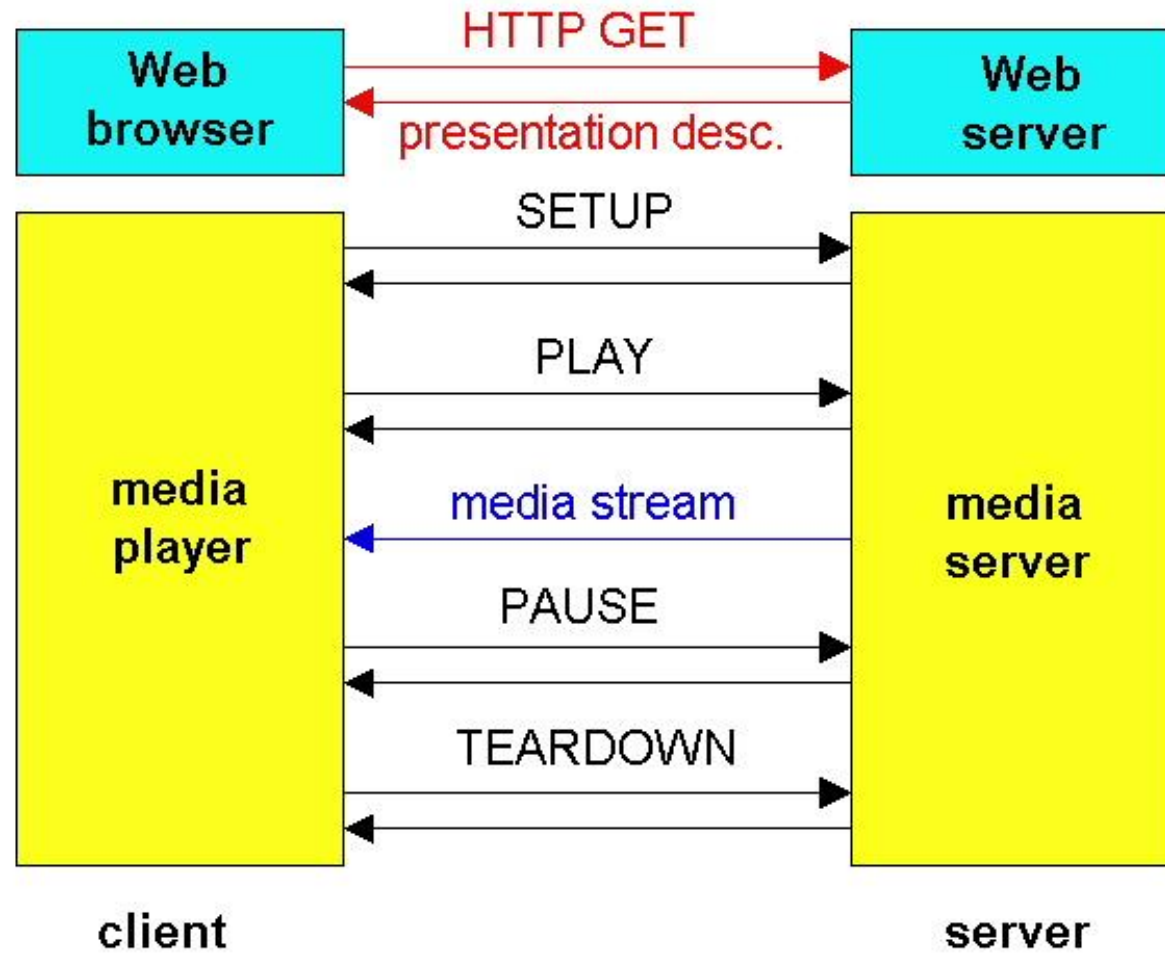 HTTP GET
Web
browser
Web
server
presentation desc.
SETUP
PLAY
media
player
media stream
media
server
PAUSE
TEARDOWN
client
server